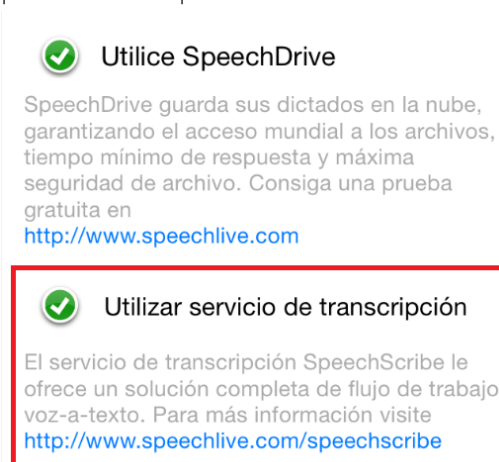 Utilice SpeechDrive
SpeechDrive guarda sus dictados en la nube,
garantizando el acceso mundial a los archivos,
tiempo mínimo de respuesta y máxima
seguridad de archivo. Consiga una prueba
gratuita en
http://www.speechlive.com
Utilizar servicio de transcripción
El servicio de transcripción SpeechScribe le
ofrece un solución completa de flujo de trabajo
voz-a-texto. Para más información visite
http://www.speechlive.com/speechscribe